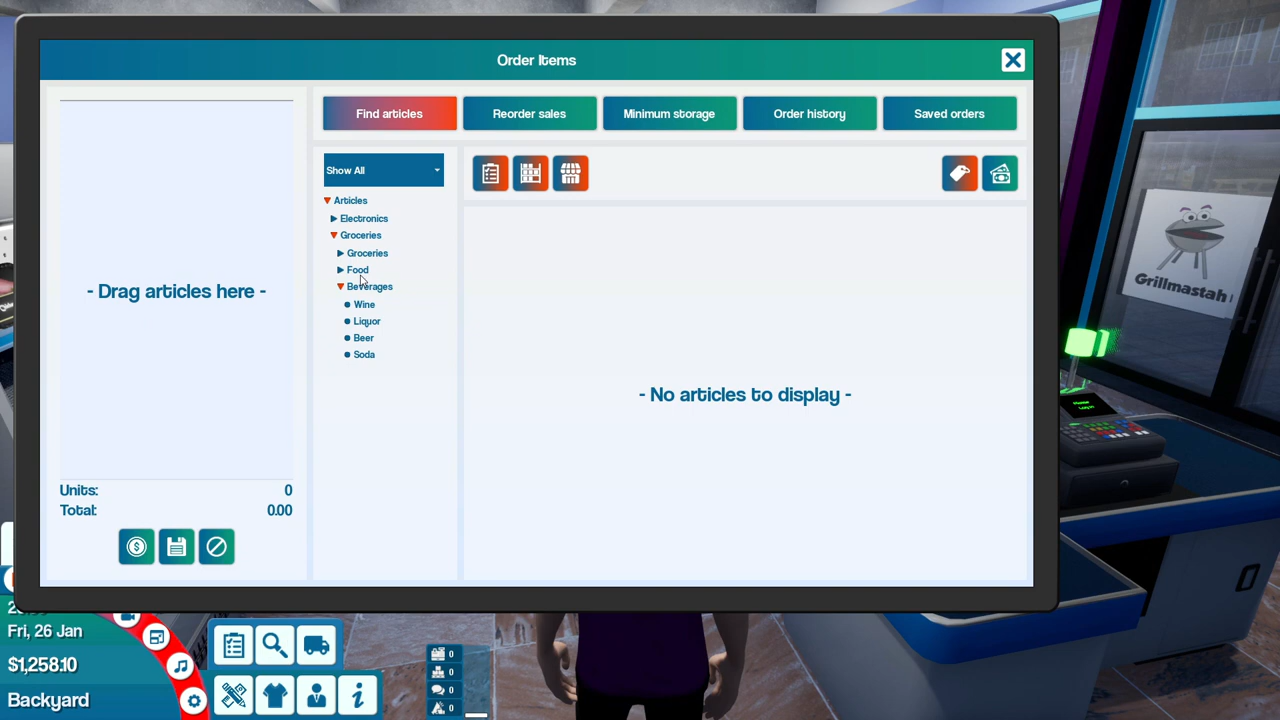 Order Items
Find articles
Reorder sales
Minimum storage
Order history
Saved orders
Show All
Articles
Electronics
Groceries
Groceries
Food
Beverages
Wine
Liquor
Beer
Soda
- Drag articles here -
- No articles to display -
Units: 0
Total: 0.00
Grillmastah
Fri, 26 Jan
$1,258.10
Backyard
0
0
0
0